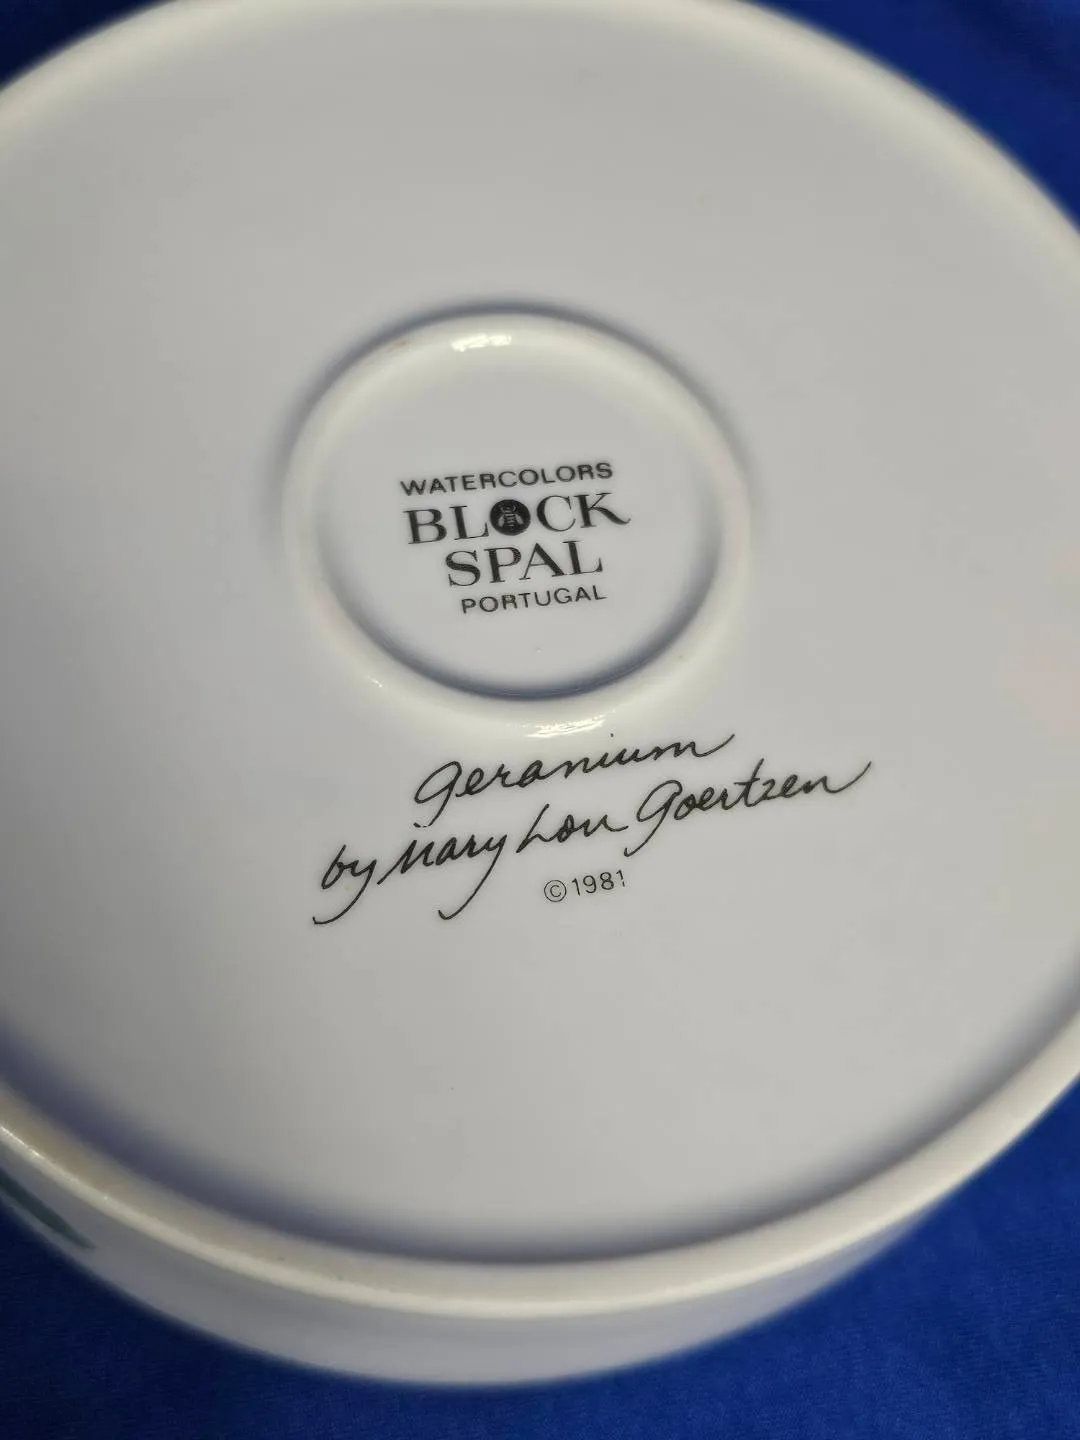 WATERCOLORS
BLOCK
SPAL
PORTUGAL
Geranium
by Mary Lou Goertzen
©1981